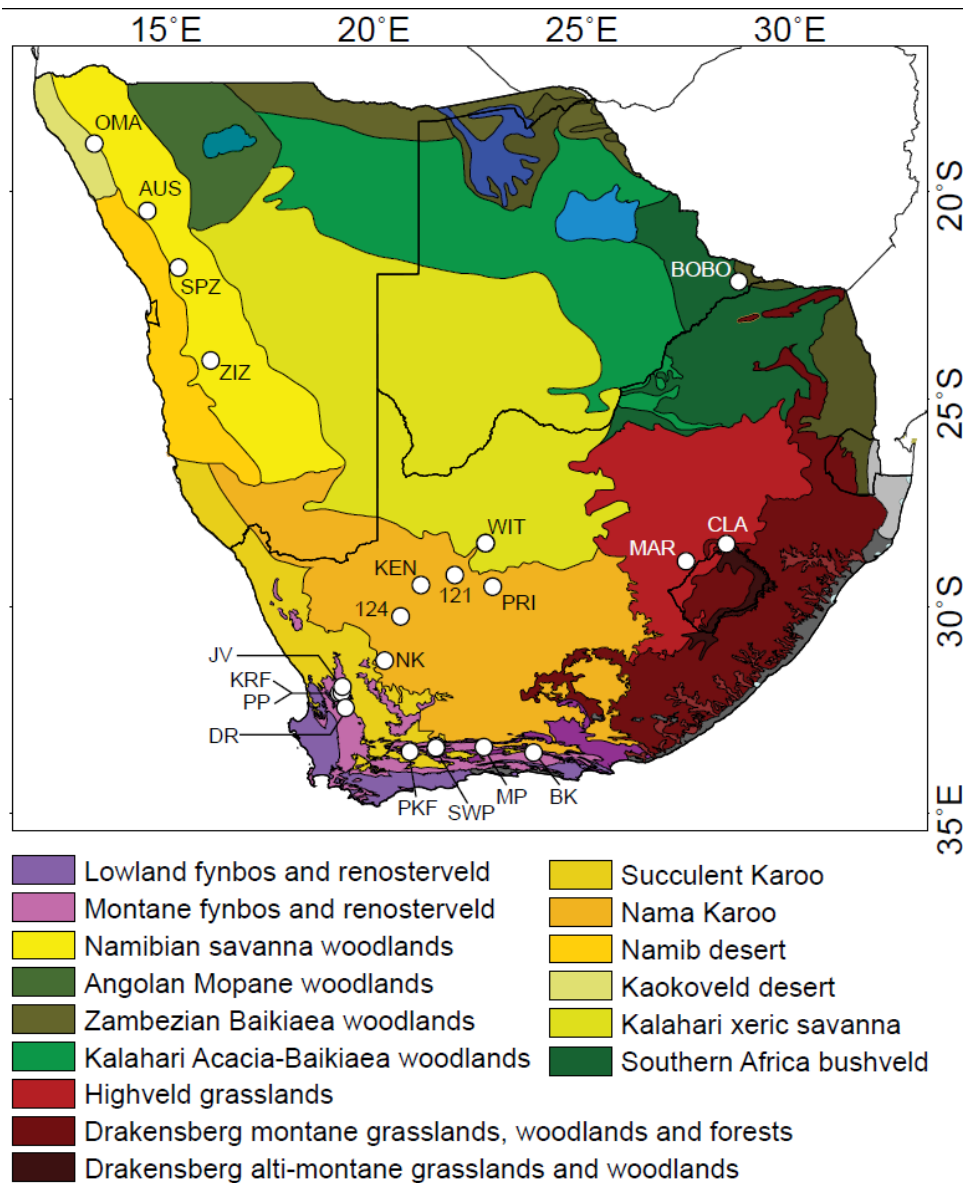 15°E 20°E 25°E 30°E
OMA
AUS
20°S
BOBO
SPZ
ZIZ
25°S
WIT
CLA
MAR
KEN
121
PRI
124
30°S
JV
NK
KRF
PP
DR
MP
BK
PKF
SWP
35°S
Lowland fynbos and renosterveld
Montane fynbos and renosterveld
Namibian savanna woodlands
Angolan Mopane woodlands
Zambezian Baikiaea woodlands
Kalahari Acacia-Baikiaea woodlands
Highveld grasslands
Drakensberg montane grasslands, woodlands and forests
Drakensberg alti-montane grasslands and woodlands
Succulent Karoo
Nama Karoo
Namib desert
Kaokoveld desert
Kalahari xeric savanna
Southern Africa bushveld